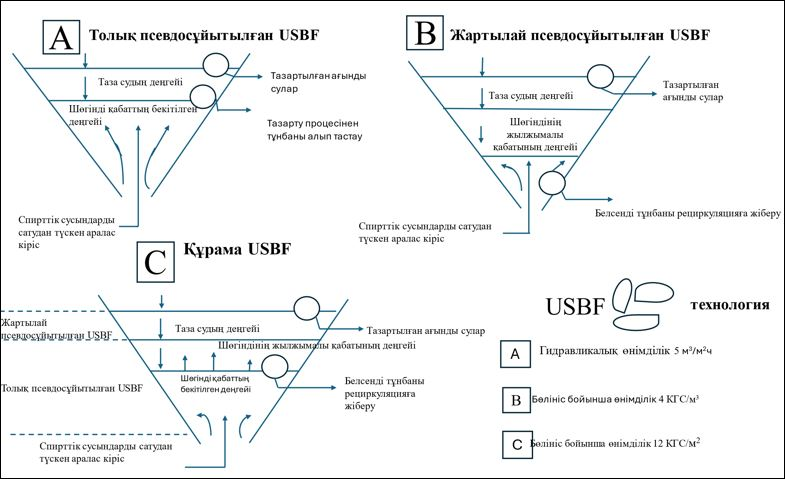 A
Толық псевдосұйытылған USBF
Таза судың деңгейі
Шөгінді қабаттың бекітілген
деңгейі
Тазартылған ағынды
сулар
Тазарту процесінен
тұнбаны алып тастау
Спирттік сусындарды
сатудан түскен аралас
кіріс
B
Жартылай псевдосұйытылған USBF
Таза судың деңгейі
Шөгіндінің
жылжымалы
қабатының деңгейі
Тазартылған
ағынды сулар
Белсенді тұнбаны рециркуляцияға
жіберу
Спирттік сусындарды сатудан
түскен аралас кіріс
C
Құрама USBF
Жартылай
псевдосұйытылған USBF
Таза судың деңгейі
Шөгіндінің жылжымалы қабатының деңгейі
Тазартылған ағынды сулар
Толық псевдосұйытылған USBF
Шөгінді қабаттың
бекітілген деңгейі
Белсенді тұнбаны
рециркуляцияға
жіберу
Спирттік сусындарды сатудан
түскен аралас кіріс
USBF технология
A Гидравликалық өнімділік 5 м³/м²ч
B Бөлініс бойынша өнімділік 4 КГС/м³
C Бөлініс бойынша өнімділік 12 КГС/м²